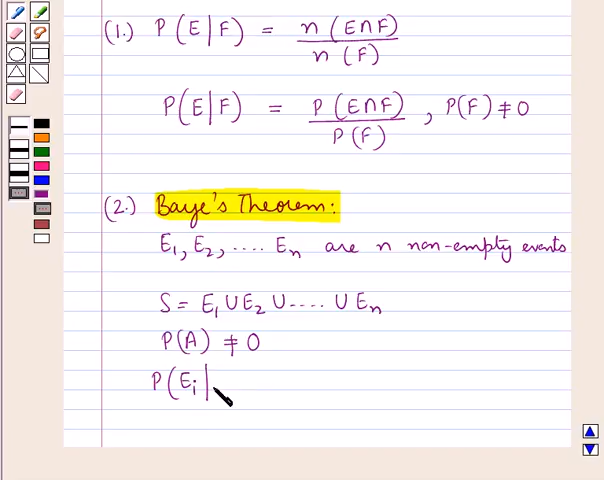 (1.) P(E|F) = n(E∩F) / n(F)
P(E|F) = P(E∩F) / P(F) , P(F) ≠ 0
(2.) Baye's Theorem:
E₁, E₂, .... Eₙ are n non-empty events
S = E₁ ∪ E₂ ∪ ..... ∪ Eₙ
P(A) ≠ 0
P(Eᵢ|